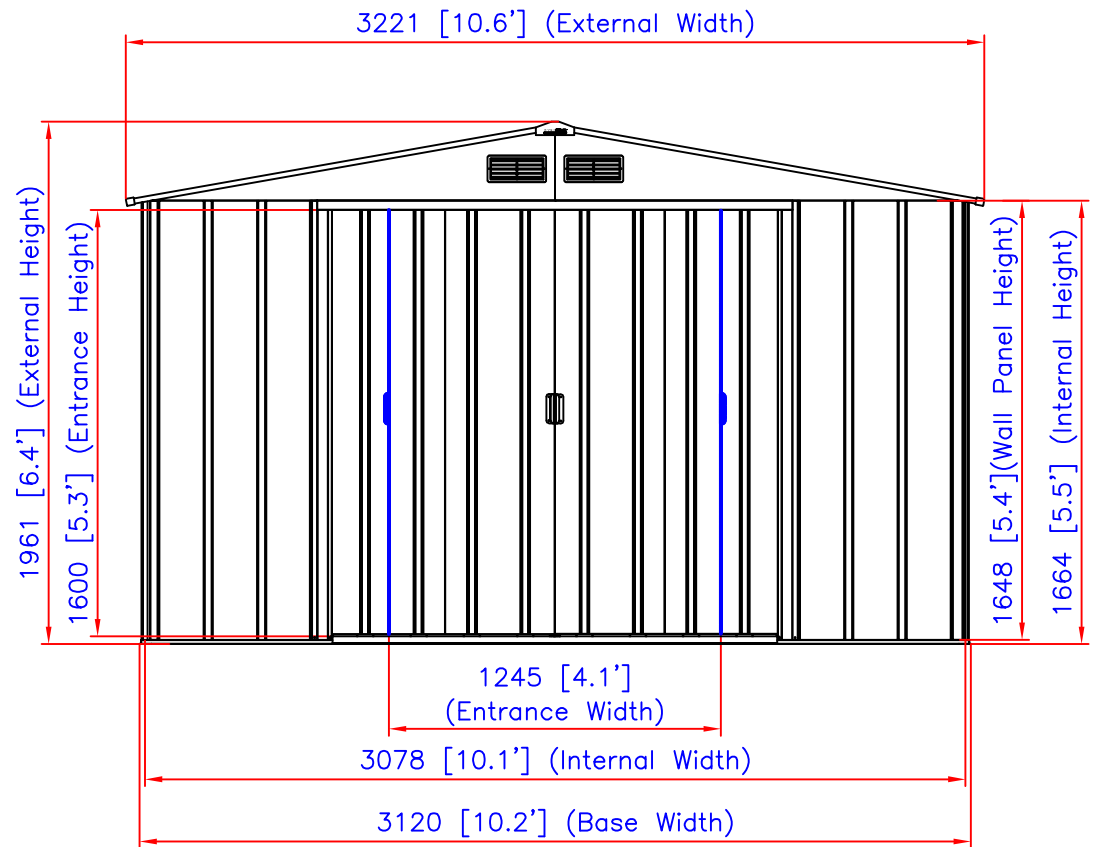 3221 [10.6'] (External Width)
1961 [6.4'] (External Height)
1600 [5.3'] (Entrance Height)
1648 [5.4'](Wall Panel Height)
1664 [5.5'] (Internal Height)
1245 [4.1']
(Entrance Width)
3078 [10.1'] (Internal Width)
3120 [10.2'] (Base Width)